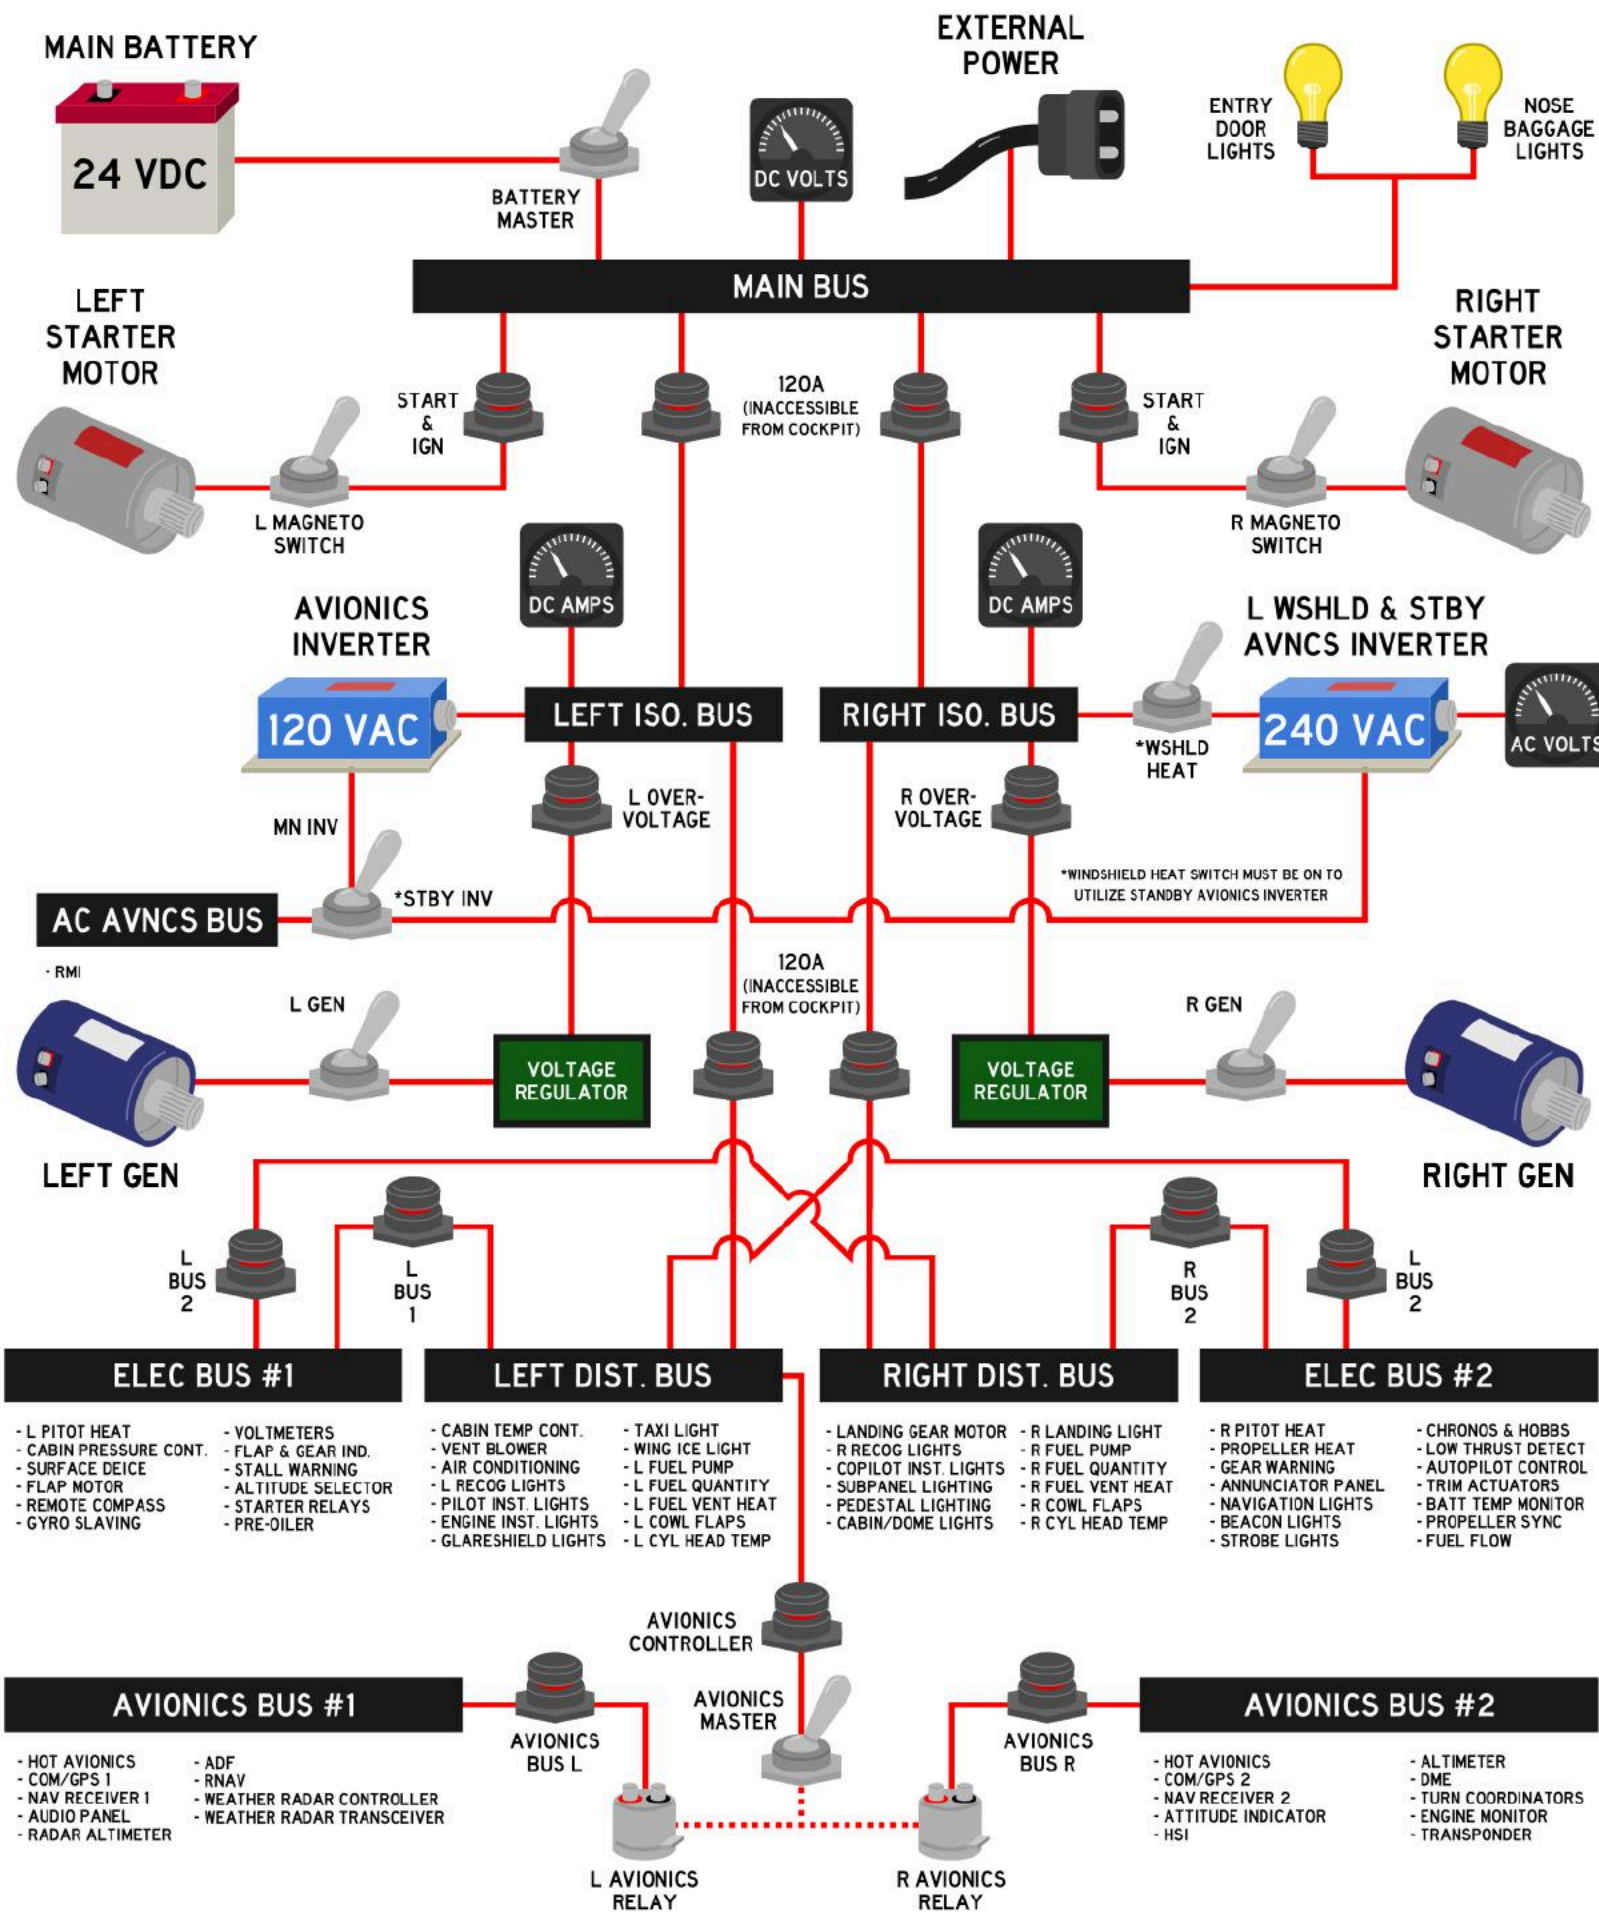 MAIN BATTERY
24 VDC
BATTERY
MASTER
DC VOLTS
EXTERNAL
POWER
ENTRY
DOOR
LIGHTS
NOSE
BAGGAGE
LIGHTS
MAIN BUS
LEFT
STARTER
MOTOR
START
&
IGN
120A
(INACCESSIBLE
FROM COCKPIT)
START
&
IGN
RIGHT
STARTER
MOTOR
L MAGNETO
SWITCH
R MAGNETO
SWITCH
DC AMPS
DC AMPS
AVIONICS
INVERTER
120 VAC
LEFT ISO. BUS
RIGHT ISO. BUS
L WSHLD & STBY
AVNCS INVERTER
240 VAC
AC VOLTS
*WSHLD
HEAT
L OVER-
VOLTAGE
R OVER-
VOLTAGE
MN INV
*STBY INV
*WINDSHIELD HEAT SWITCH MUST BE ON TO
UTILIZE STANDBY AVIONICS INVERTER
AC AVNCS BUS
- RMI
120A
(INACCESSIBLE
FROM COCKPIT)
L GEN
R GEN
VOLTAGE
REGULATOR
VOLTAGE
REGULATOR
LEFT GEN
RIGHT GEN
L
BUS
2
L
BUS
1
R
BUS
2
L
BUS
2
ELEC BUS #1
- L PITOT HEAT
- CABIN PRESSURE CONT.
- SURFACE DEICE
- FLAP MOTOR
- REMOTE COMPASS
- GYRO SLAVING
- VOLTMETERS
- FLAP & GEAR IND.
- STALL WARNING
- ALTITUDE SELECTOR
- STARTER RELAYS
- PRE-OILER
LEFT DIST. BUS
- CABIN TEMP CONT.
- VENT BLOWER
- AIR CONDITIONING
- L RECOG LIGHTS
- PILOT INST. LIGHTS
- ENGINE INST. LIGHTS
- GLARESHIELD LIGHTS
- TAXI LIGHT
- WING ICE LIGHT
- L FUEL PUMP
- L FUEL QUANTITY
- L FUEL VENT HEAT
- L COWL FLAPS
- L CYL HEAD TEMP
RIGHT DIST. BUS
- LANDING GEAR MOTOR
- R RECOG LIGHTS
- COPILOT INST. LIGHTS
- SUBPANEL LIGHTING
- PEDESTAL LIGHTING
- CABIN/DOME LIGHTS
- R LANDING LIGHT
- R FUEL PUMP
- R FUEL QUANTITY
- R FUEL VENT HEAT
- R COWL FLAPS
- R CYL HEAD TEMP
ELEC BUS #2
- R PITOT HEAT
- PROPELLER HEAT
- GEAR WARNING
- ANNUNCIATOR PANEL
- NAVIGATION LIGHTS
- BEACON LIGHTS
- STROBE LIGHTS
- CHRONOS & HOBBS
- LOW THRUST DETECT
- AUTOPILOT CONTROL
- TRIM ACTUATORS
- BATT TEMP MONITOR
- PROPELLER SYNC
- FUEL FLOW
AVIONICS
CONTROLLER
AVIONICS
MASTER
AVIONICS BUS #1
- HOT AVIONICS
- COM/GPS 1
- NAV RECEIVER 1
- AUDIO PANEL
- RADAR ALTIMETER
- ADF
- RNAV
- WEATHER RADAR CONTROLLER
- WEATHER RADAR TRANSCEIVER
AVIONICS
BUS L
AVIONICS
BUS R
AVIONICS BUS #2
- HOT AVIONICS
- COM/GPS 2
- NAV RECEIVER 2
- ATTITUDE INDICATOR
- HSI
- ALTIMETER
- DME
- TURN COORDINATORS
- ENGINE MONITOR
- TRANSPONDER
L AVIONICS
RELAY
R AVIONICS
RELAY